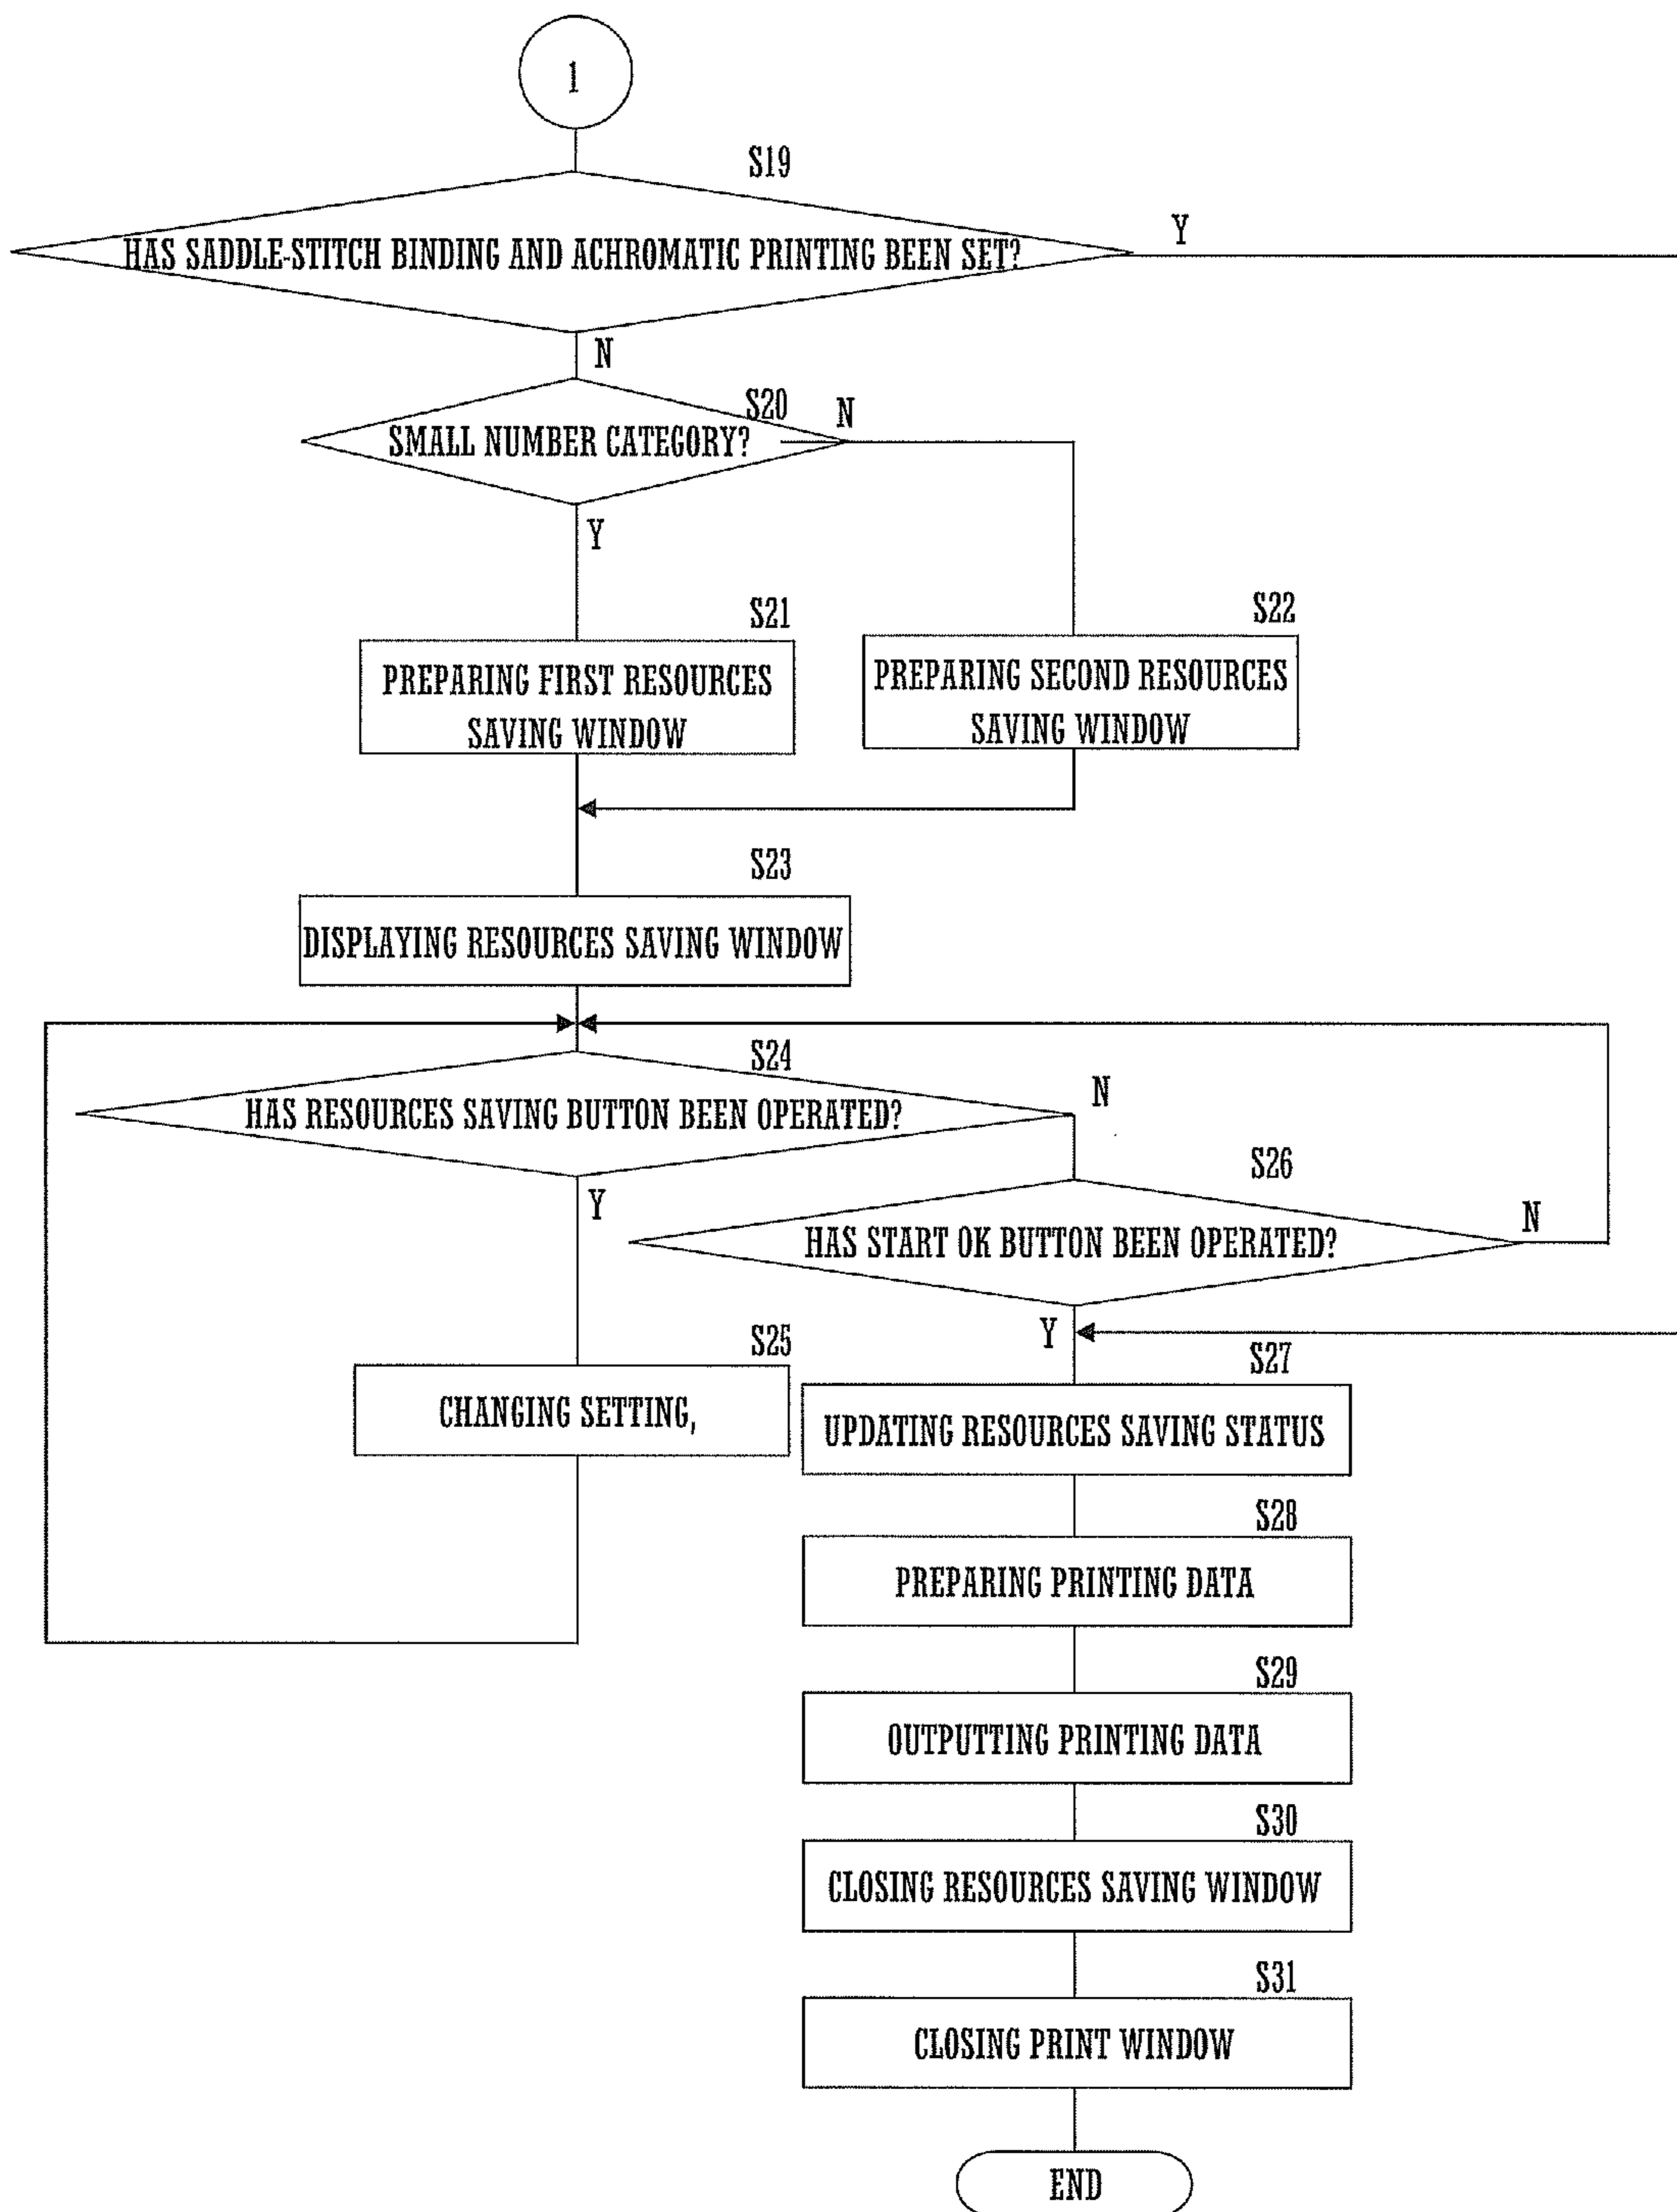 1
S19
HAS SADDLE-STITCH BINDING AND ACHROMATIC PRINTING BEEN SET?
Y
N
S20
SMALL NUMBER CATEGORY?
N
Y
S21
PREPARING FIRST RESOURCES
SAVING WINDOW
S22
PREPARING SECOND RESOURCES
SAVING WINDOW
S23
DISPLAYING RESOURCES SAVING WINDOW
S24
HAS RESOURCES SAVING BUTTON BEEN OPERATED?
N
Y
S26
HAS START OK BUTTON BEEN OPERATED?
N
Y
S25
CHANGING SETTING,
S27
UPDATING RESOURCES SAVING STATUS
S28
PREPARING PRINTING DATA
S29
OUTPUTTING PRINTING DATA
S30
CLOSING RESOURCES SAVING WINDOW
S31
CLOSING PRINT WINDOW
END